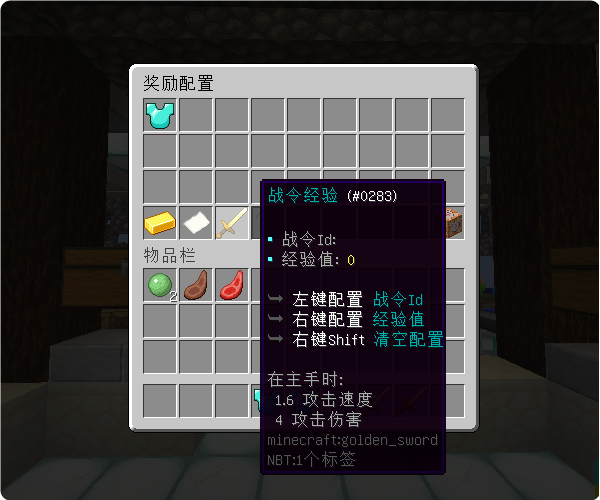 奖励配置
战令经验 (#0283)
▪ 战令Id:
▪ 经验值: 0
物品栏
2
→ 左键配置 战令Id
→ 右键配置 经验值
→ 右键Shift 清空配置
在主手时:
1.6 攻击速度
4 攻击伤害
minecraft:golden_sword
NBT:1个标签